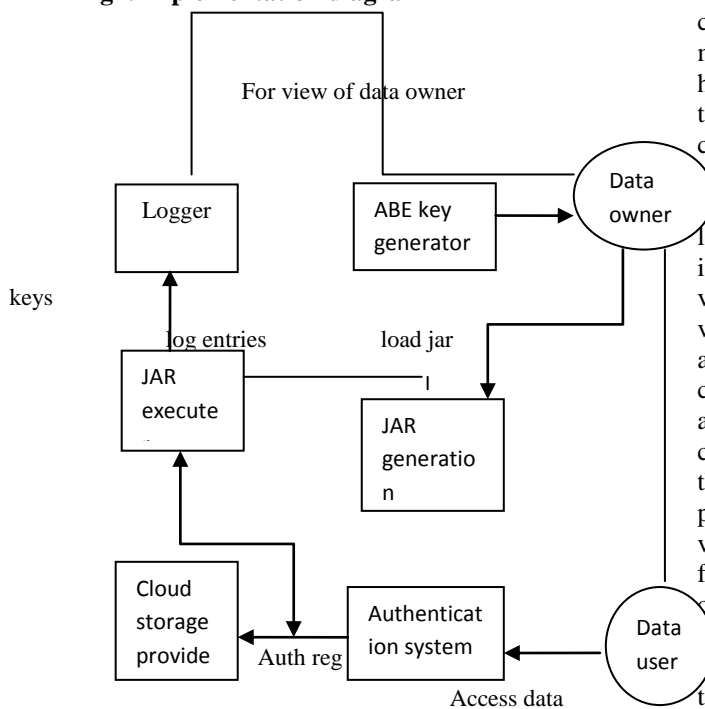 For view of data owner
Logger
ABE key
generator
Data
owner
keys
log entries
load jar
JAR
execute
JAR
generatio
n
Cloud
storage
provide
Authenticat
ion system
Data
user
Auth reg
Access data